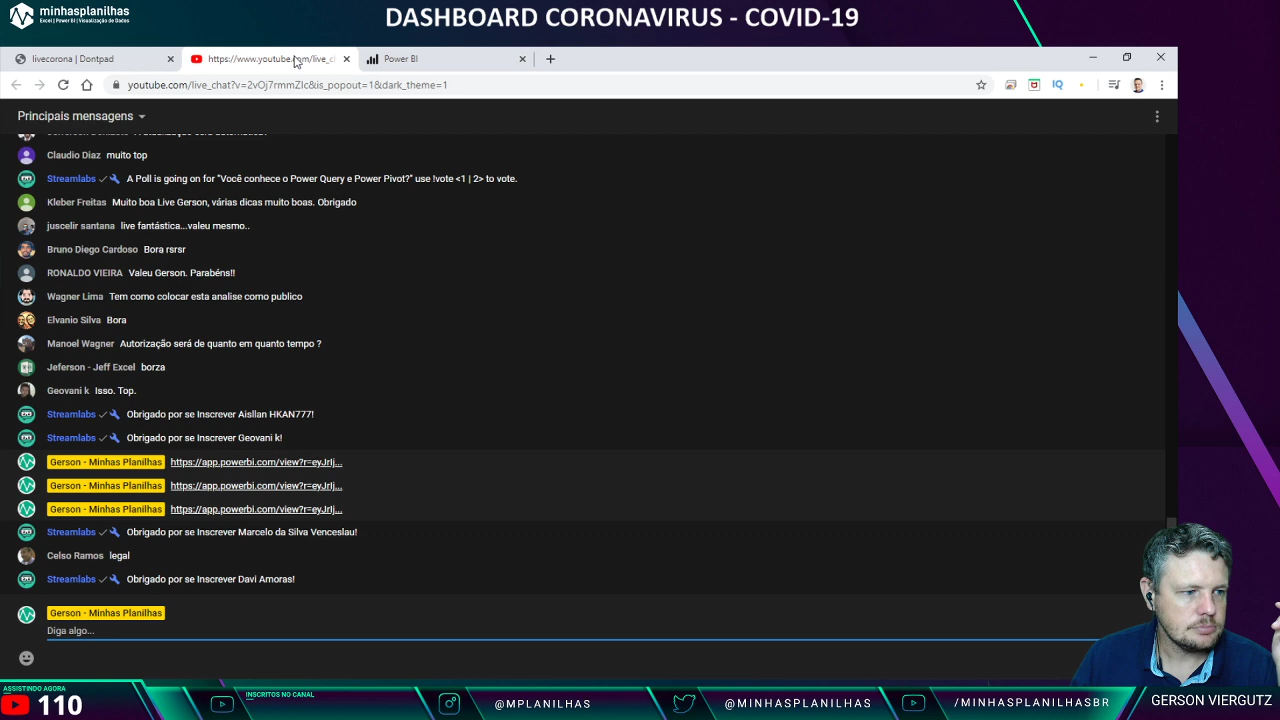 minhasplanilhas
Excel | Power BI | Visualização de Dados
DASHBOARD CORONAVIRUS - COVID-19
livecorona | Dontpad
https://www.youtube.com/live_c
Power BI
youtube.com/live_chat?v=2vOj7rmmZIc&is_popout=1&dark_theme=1
Principais mensagens
Claudio Diaz muito top
Streamlabs A Poll is going on for "Você conhece o Power Query e Power Pivot?" use !vote <1 | 2> to vote.
Kleber Freitas Muito boa Live Gerson, várias dicas muito boas. Obrigado
juscelir santana live fantástica...valeu mesmo..
Bruno Diego Cardoso Bora rsrsr
RONALDO VIEIRA Valeu Gerson. Parabéns!!
Wagner Lima Tem como colocar esta analise como publico
Elvanio Silva Bora
Manoel Wagner Autorização será de quanto em quanto tempo ?
Jeferson - Jeff Excel borza
Geovani k Isso. Top.
Streamlabs Obrigado por se Inscrever Aisllan HKAN777!
Streamlabs Obrigado por se Inscrever Geovani k!
Gerson - Minhas Planilhas https://app.powerbi.com/view?r=eyJrIj...
Gerson - Minhas Planilhas https://app.powerbi.com/view?r=eyJrIj...
Gerson - Minhas Planilhas https://app.powerbi.com/view?r=eyJrIj...
Streamlabs Obrigado por se Inscrever Marcelo da Silva Venceslau!
Celso Ramos legal
Streamlabs Obrigado por se Inscrever Davi Amoras!
Gerson - Minhas Planilhas
Diga algo...
ASSISTINDO AGORA
110
INSCRITOS NO CANAL
@MPLANILHAS
@MINHASPLANILHAS
/MINHASPLANILHASBR
GERSON VIERGUTZ